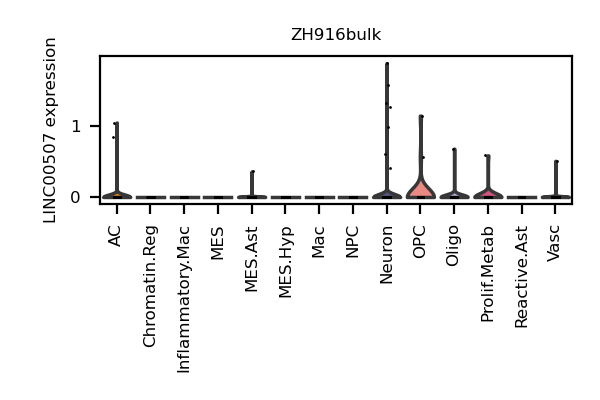 ZH916bulk
LINC00507 expression
1
0
AC
Chromatin.Reg
Inflammatory.Mac
MES
MES.Ast
MES.Hyp
Mac
NPC
Neuron
OPC
Oligo
Prolif.Metab
Reactive.Ast
Vasc